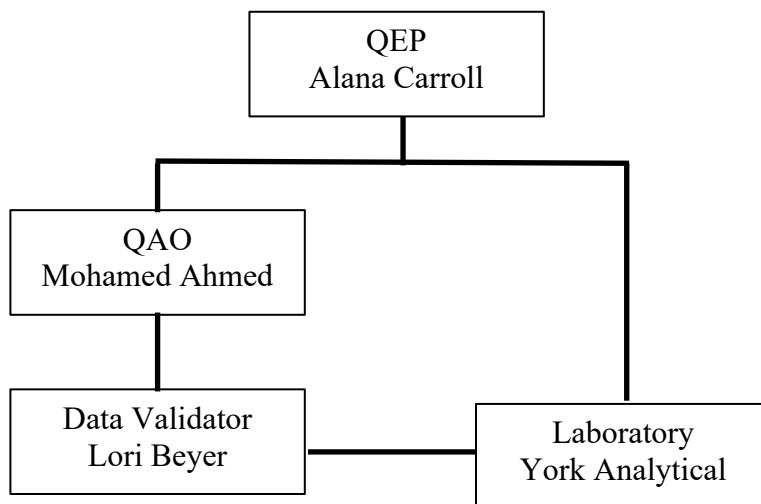 QEP
Alana Carroll
QAO
Mohamed Ahmed
Data Validator
Lori Beyer
Laboratory
York Analytical